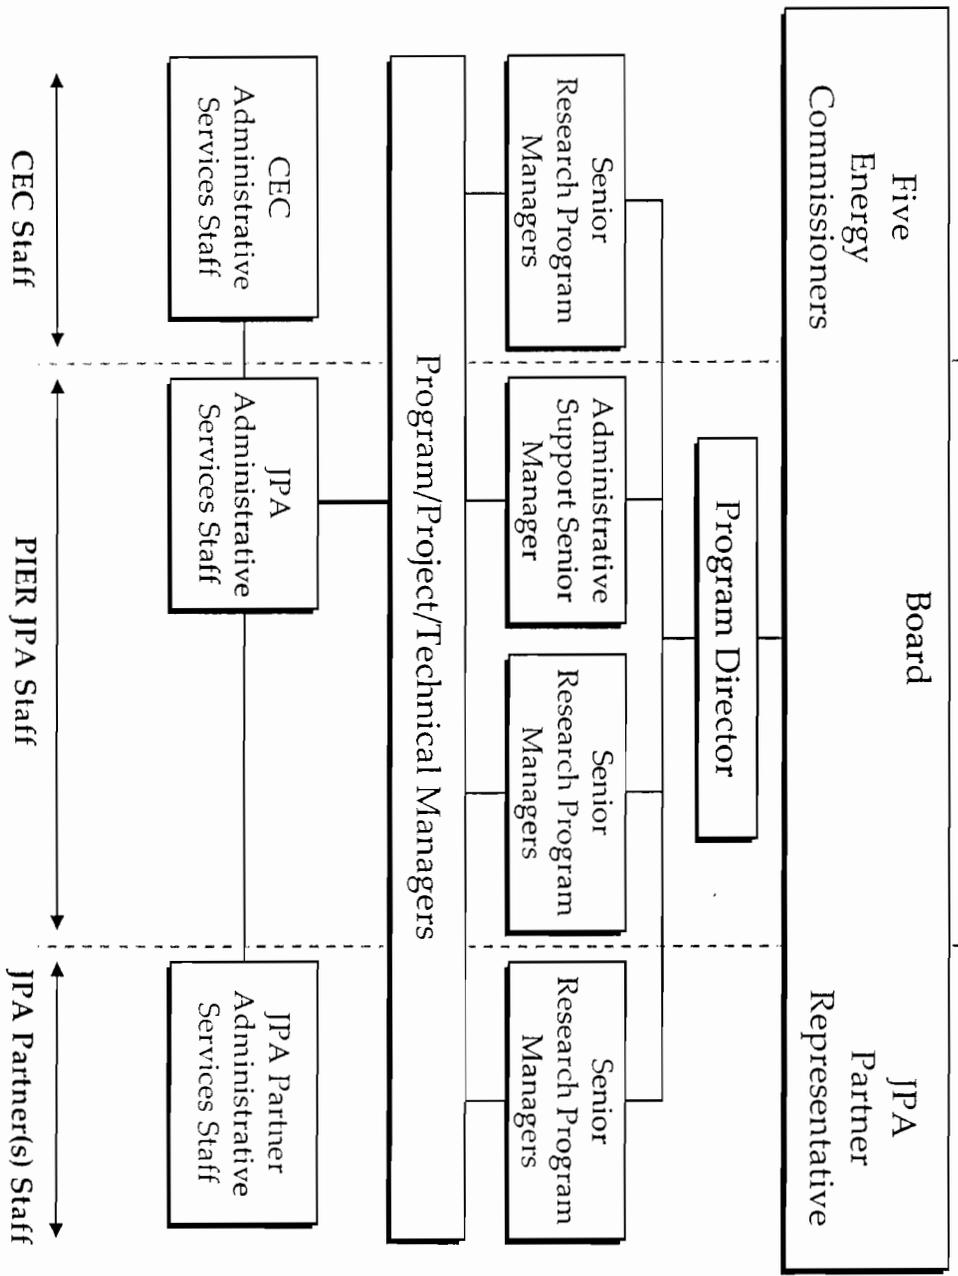 Board
Five
Energy
Commissioners
JPA
Partner
Representative
Program Director
Senior
Research Program
Managers
Administrative
Support Senior
Manager
Senior
Research Program
Managers
Senior
Research Program
Managers
Program/Project/Technical Managers
CEC
Administrative
Services Staff
JPA
Administrative
Services Staff
JPA Partner
Administrative
Services Staff
CEC Staff
PIER JPA Staff
JPA Partner(s) Staff